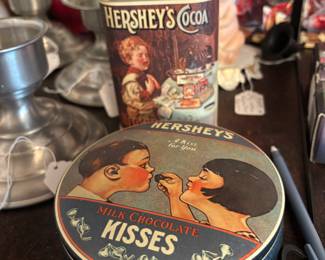 HERSHEY'S COCOA
HERSHEY'S
"A Kiss
for You"
MILK CHOCOLATE
KISSES